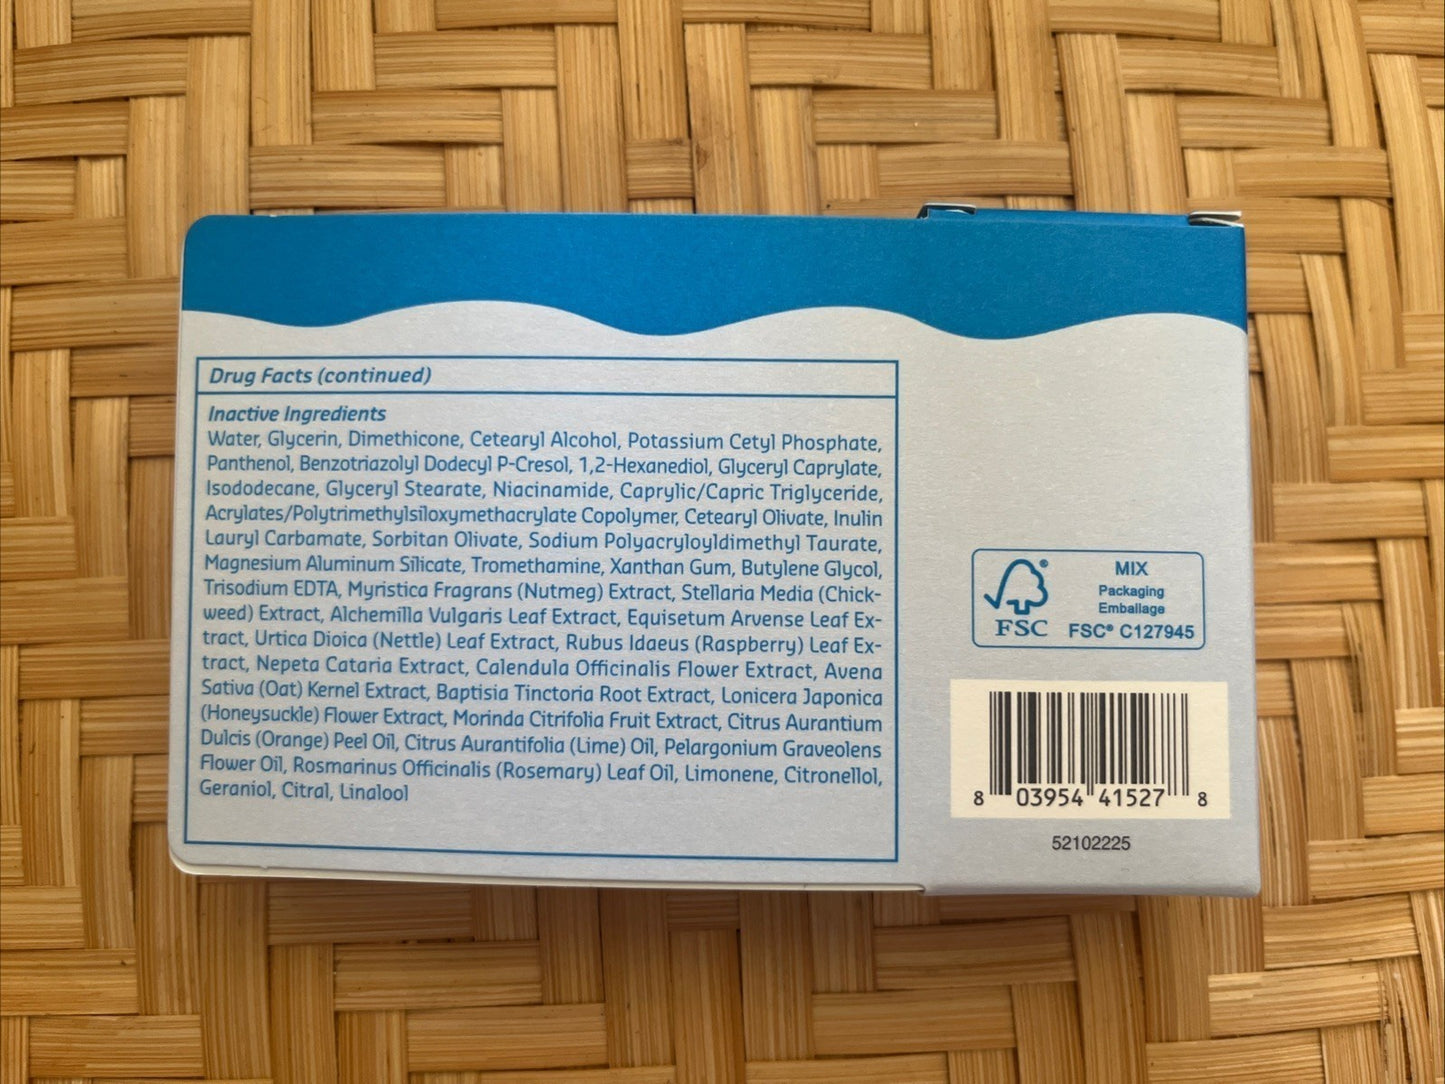 Drug Facts (continued)
Inactive Ingredients
Water, Glycerin, Dimethicone, Cetearyl Alcohol, Potassium Cetyl Phosphate,
Panthenol, Benzotriazolyl Dodecyl P-Cresol, 1,2-Hexanediol, Glyceryl Caprylate,
Isododecane, Glyceryl Stearate, Niacinamide, Caprylic/Capric Triglyceride,
Acrylates/Polytrimethylsiloxymethacrylate Copolymer, Cetearyl Olivate, Inulin
Lauryl Carbamate, Sorbitan Olivate, Sodium Polyacryloyldimethyl Taurate,
Magnesium Aluminum Silicate, Tromethamine, Xanthan Gum, Butylene Glycol,
Trisodium EDTA, Myristica Fragrans (Nutmeg) Extract, Stellaria Media (Chick-
weed) Extract, Alchemilla Vulgaris Leaf Extract, Equisetum Arvense Leaf Ex-
tract, Urtica Dioica (Nettle) Leaf Extract, Rubus Idaeus (Raspberry) Leaf Ex-
tract, Nepeta Cataria Extract, Calendula Officinalis Flower Extract, Avena
Sativa (Oat) Kernel Extract, Baptisia Tinctoria Root Extract, Lonicera Japonica
(Honeysuckle) Flower Extract, Morinda Citrifolia Fruit Extract, Citrus Aurantium
Dulcis (Orange) Peel Oil, Citrus Aurantifolia (Lime) Oil, Pelargonium Graveolens
Flower Oil, Rosmarinus Officinalis (Rosemary) Leaf Oil, Limonene, Citronellol,
Geraniol, Citral, Linalool
®
FSC
MIX
Packaging
Emballage
FSC® C127945
8 03954 41527 8
52102225